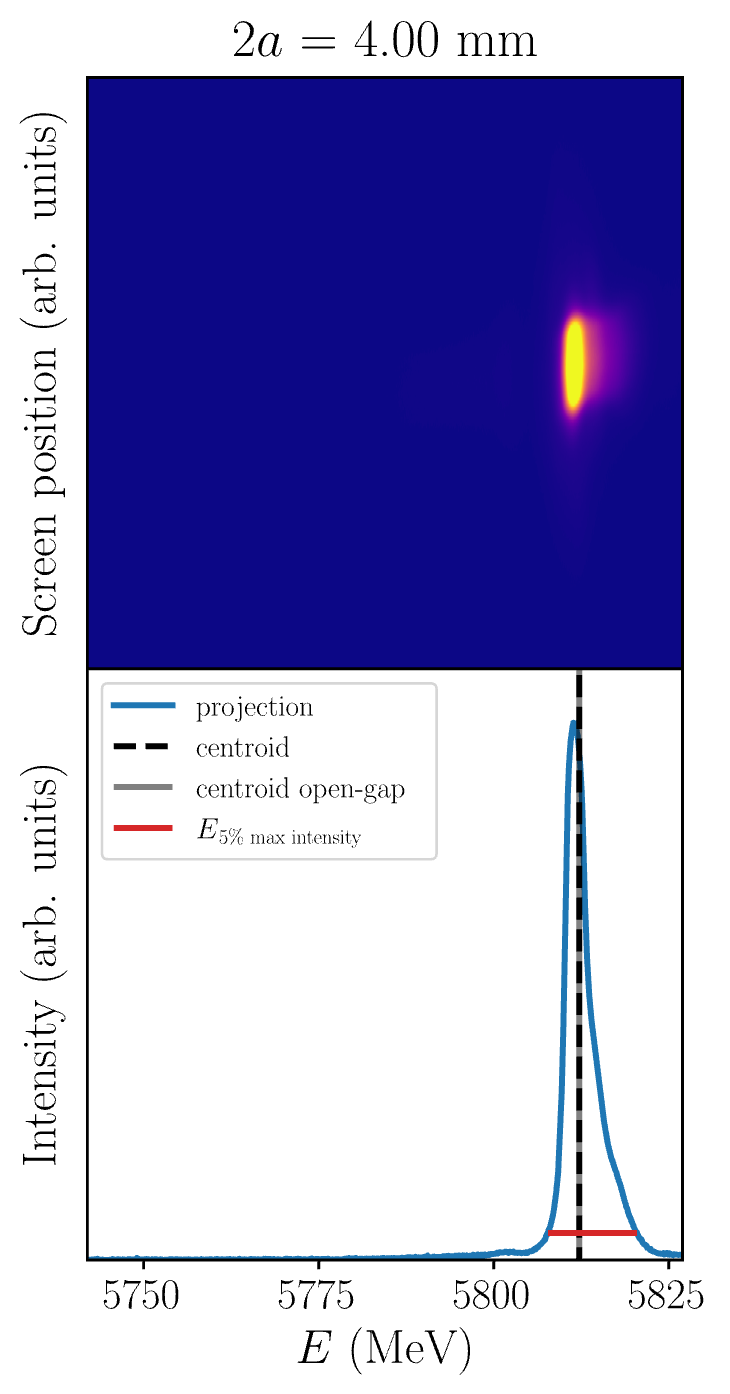 2a = 4.00 mm
Screen position (arb. units)
projection
centroid
centroid open-gap
E5% max intensity
Intensity (arb. units)
5750 5775 5800 5825
E (MeV)